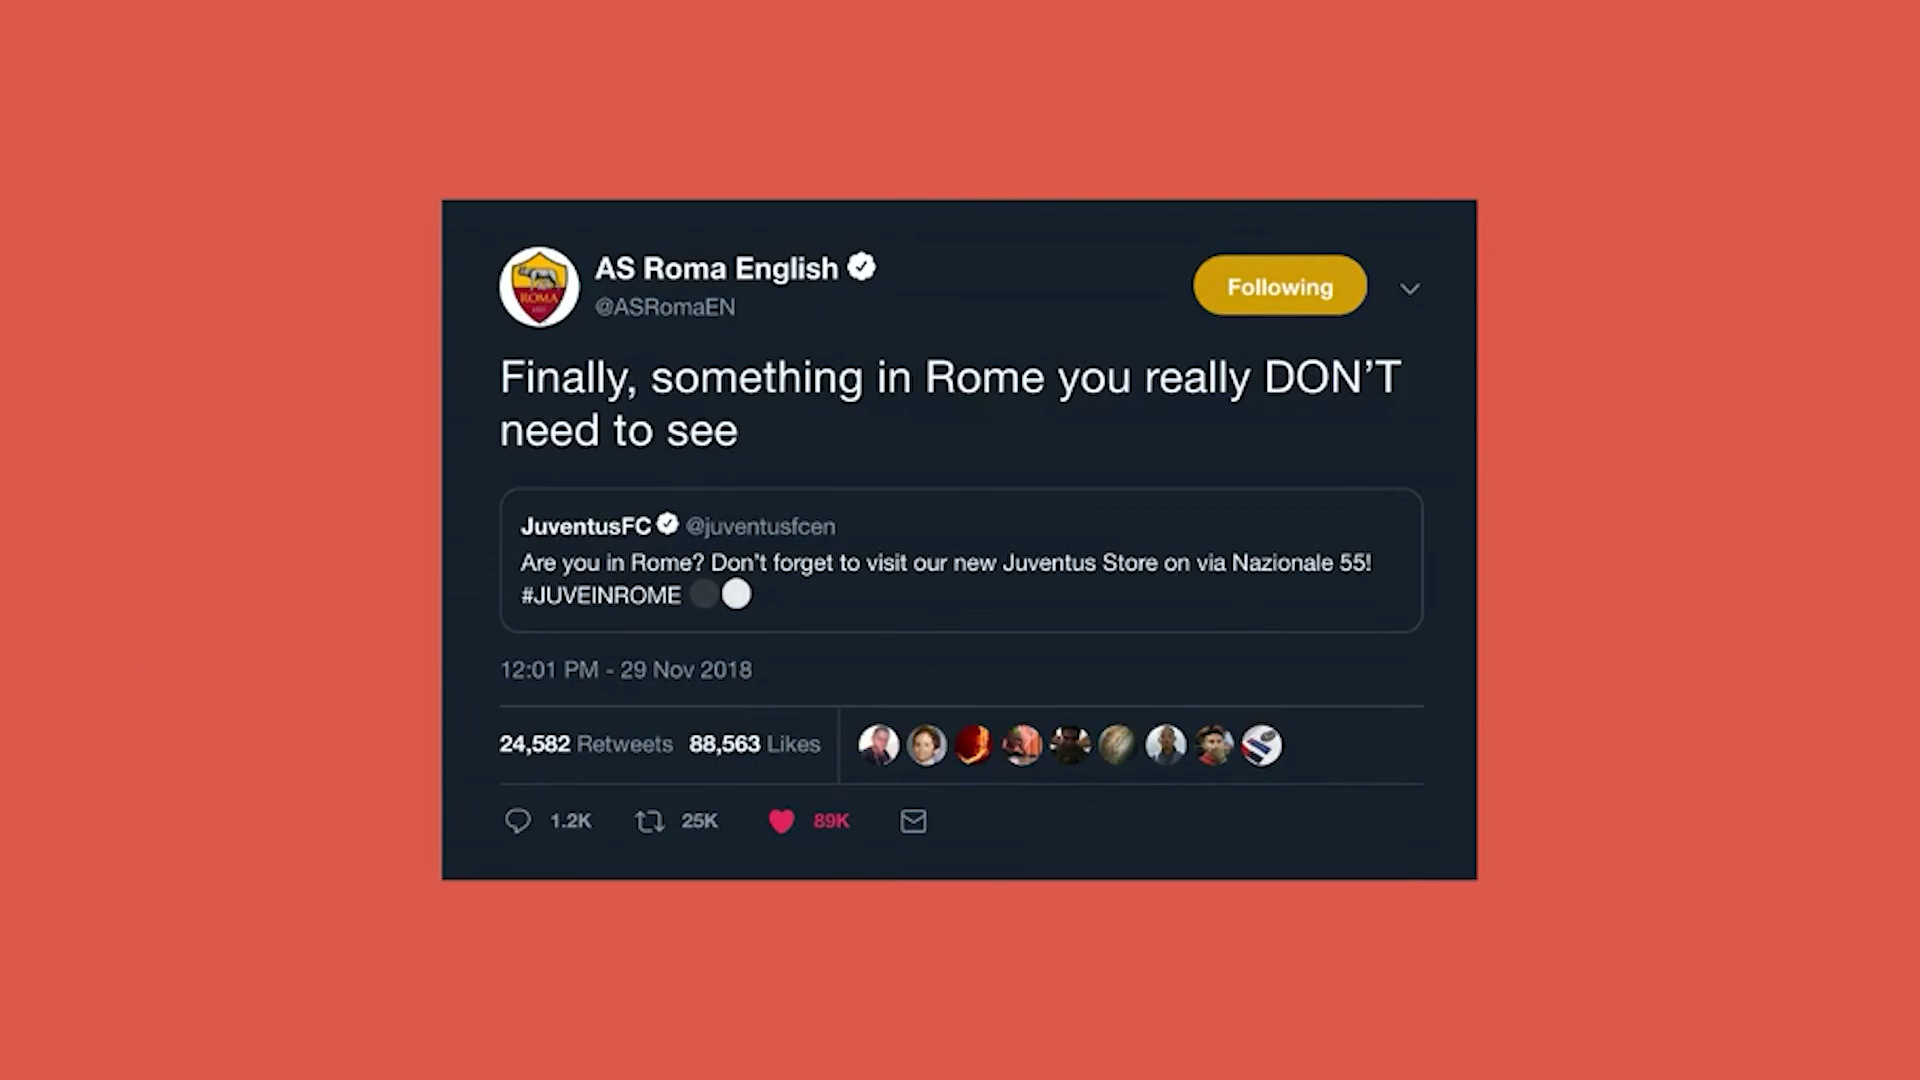 AS Roma English
@ASRomaEN
Following
ROMA
Finally, something in Rome you really DON’T
need to see
JuventusFC @juventusfcen
Are you in Rome? Don’t forget to visit our new Juventus Store on via Nazionale 55!
#JUVEINROME
12:01 PM - 29 Nov 2018
24,582 Retweets 88,563 Likes
1.2K 25K 89K